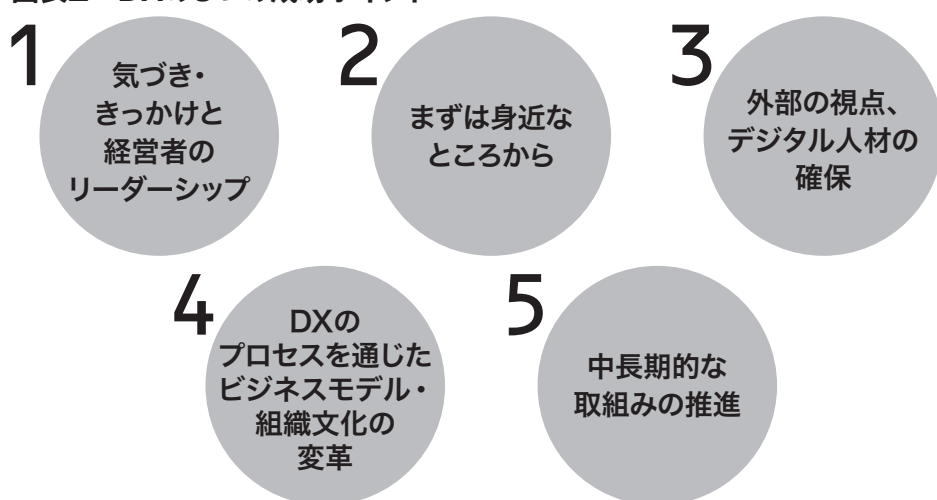 1
気づき・
きっかけと
経営者の
リーダーシップ
2
まずは身近な
ところから
3
外部の視点、
デジタル人材の
確保
4
DXの
プロセスを通じた
ビジネスモデル・
組織文化の
変革
5
中長期的な
取組みの推進